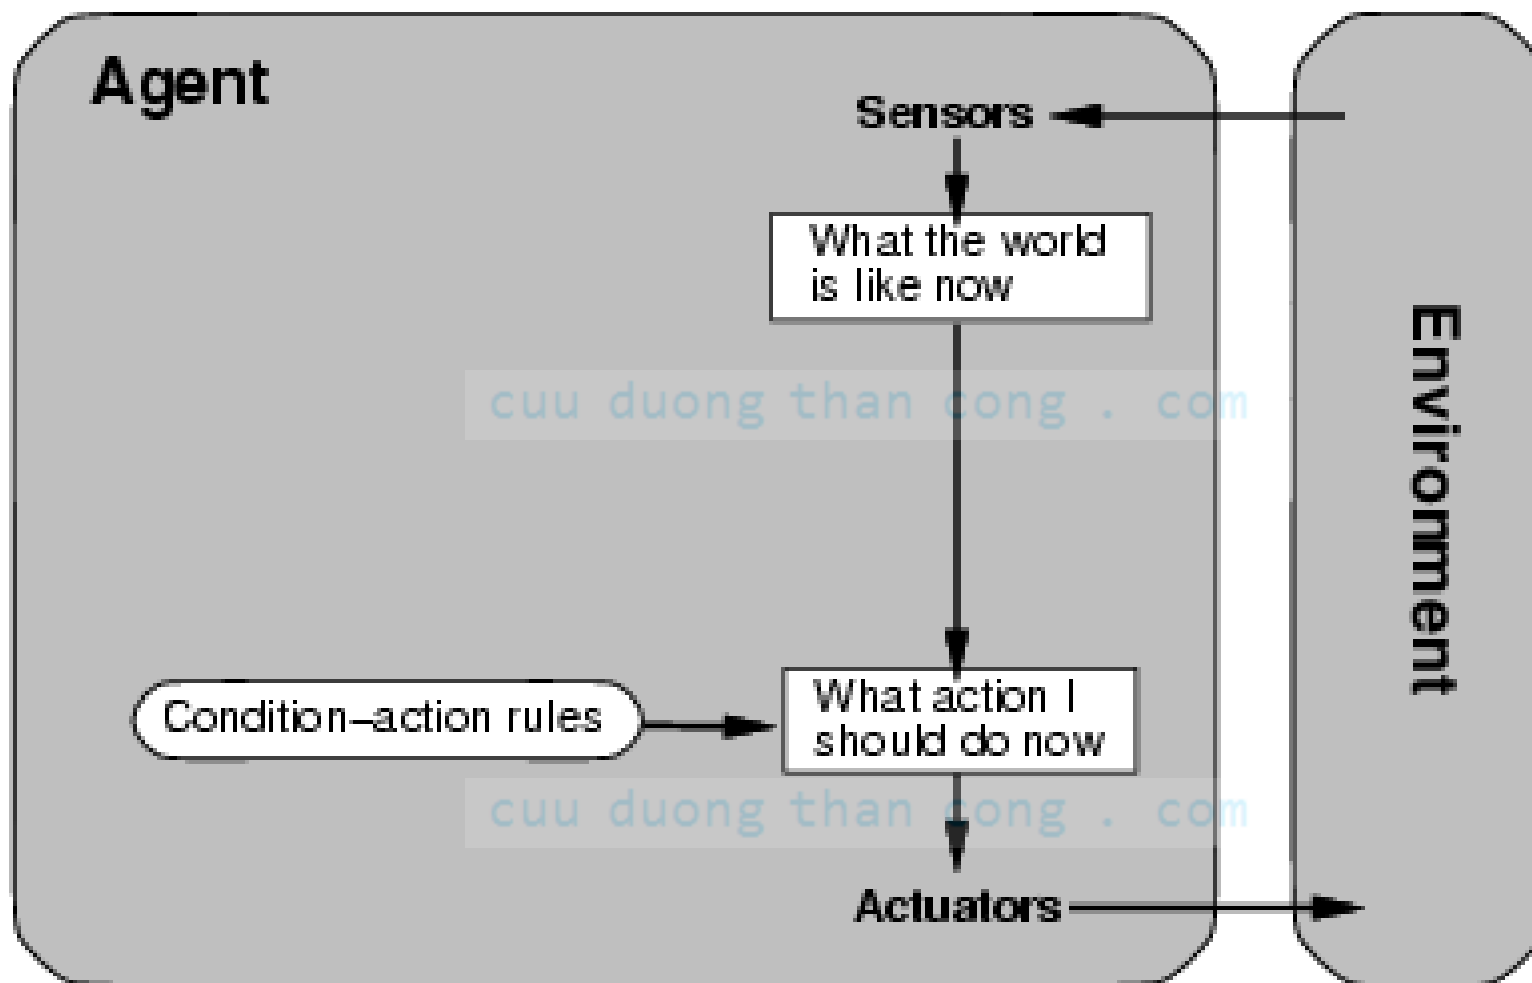 Agent
Sensors
What the world
is like now
cuu duong than cong . com
Environment
Condition–action rules
What action I
should do now
cuu duong than cong . com
Actuators